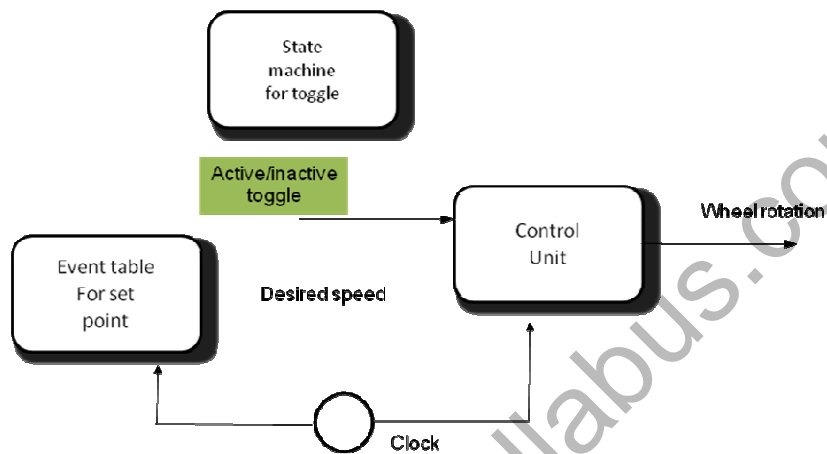 State
machine
for toggle
Active/inactive
toggle
Control
Unit
Wheel rotation
Event table
For set
point
Desired speed
Clock